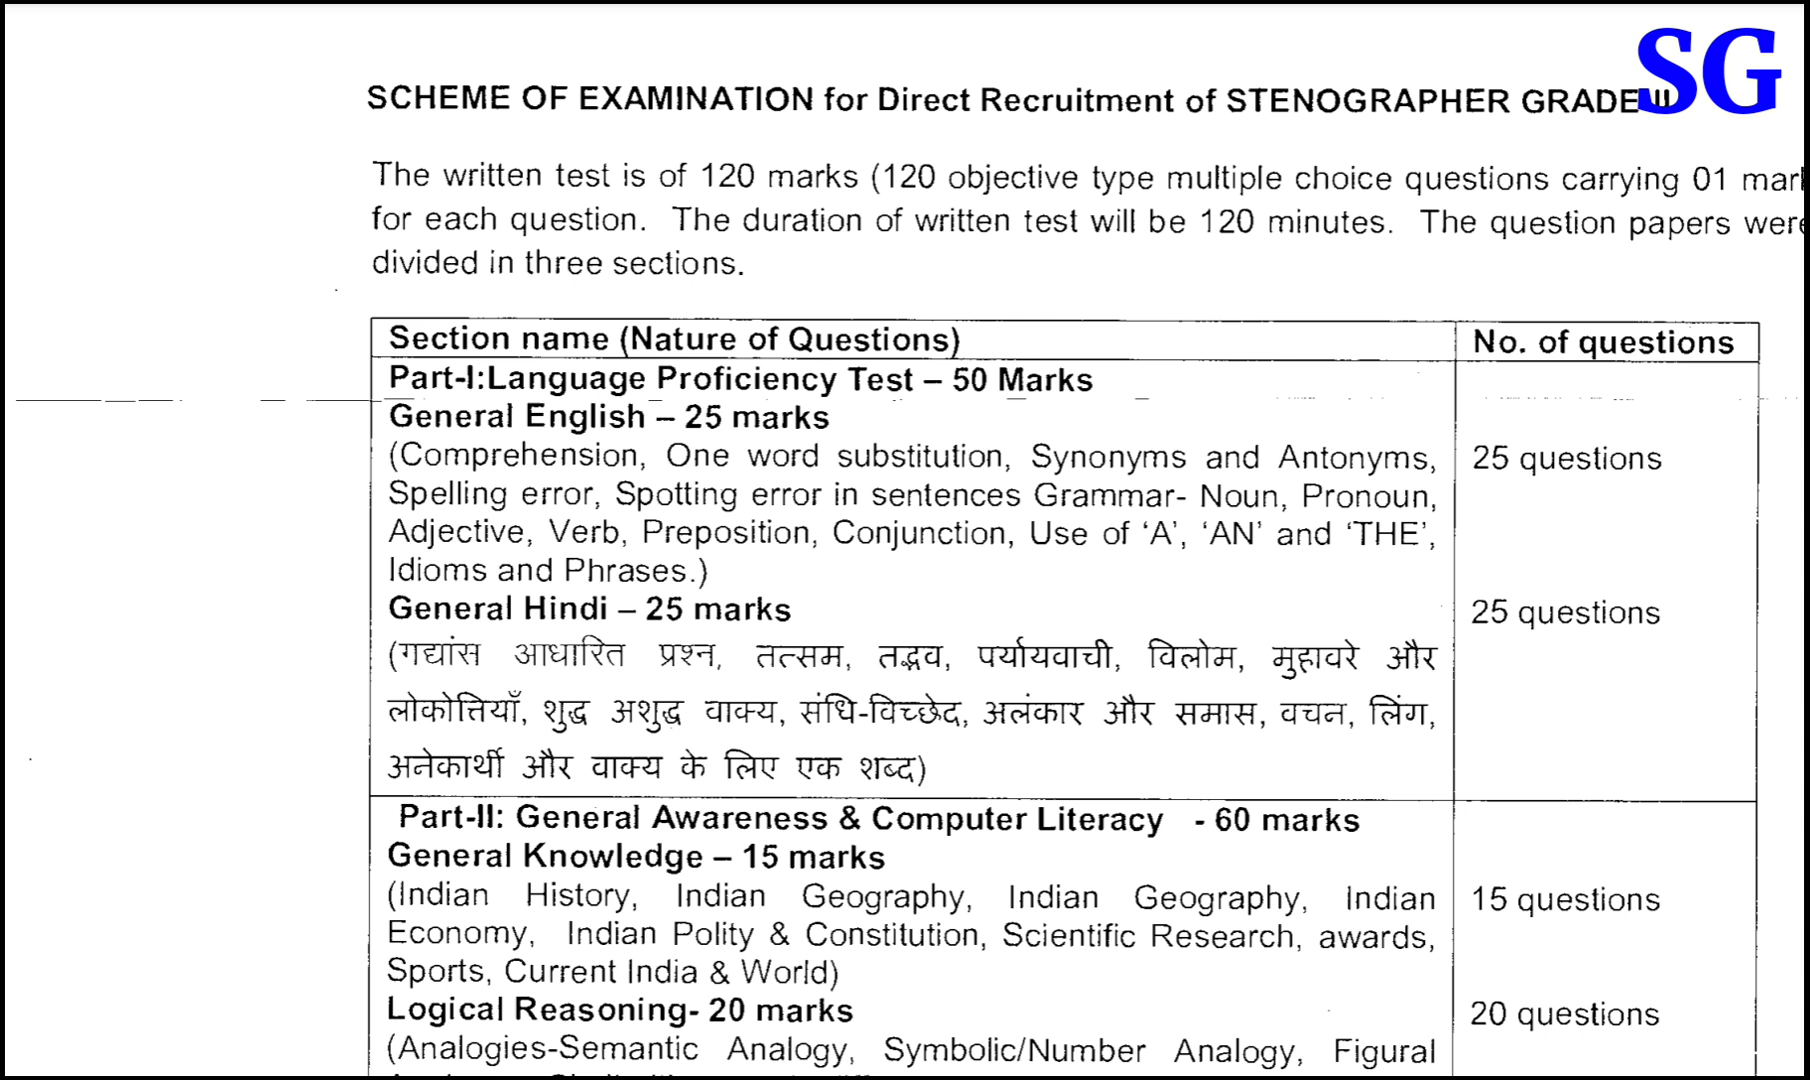 SG
SCHEME OF EXAMINATION for Direct Recruitment of STENOGRAPHER GRADE
The written test is of 120 marks (120 objective type multiple choice questions carrying 01 mark
for each question. The duration of written test will be 120 minutes. The question papers were
divided in three sections.
Section name (Nature of Questions) No. of questions
Part-I:Language Proficiency Test – 50 Marks
General English – 25 marks
(Comprehension, One word substitution, Synonyms and Antonyms, 25 questions
Spelling error, Spotting error in sentences Grammar- Noun, Pronoun,
Adjective, Verb, Preposition, Conjunction, Use of ‘A’, ‘AN’ and ‘THE’,
Idioms and Phrases.)
General Hindi – 25 marks 25 questions
(गद्यांस आधारित प्रश्न, तत्सम, तद्भव, पर्यायवाची, विलोम, मुहावरे और
लोकोत्तियाँ, शुद्ध अशुद्ध वाक्य, संधि-विच्छेद, अलंकार और समास, वचन, लिंग,
अनेकार्थी और वाक्य के लिए एक शब्द)
Part-II: General Awareness & Computer Literacy - 60 marks
General Knowledge – 15 marks
(Indian History, Indian Geography, Indian Geography, Indian 15 questions
Economy, Indian Polity & Constitution, Scientific Research, awards,
Sports, Current India & World)
Logical Reasoning- 20 marks 20 questions
(Analogies-Semantic Analogy, Symbolic/Number Analogy, Figural